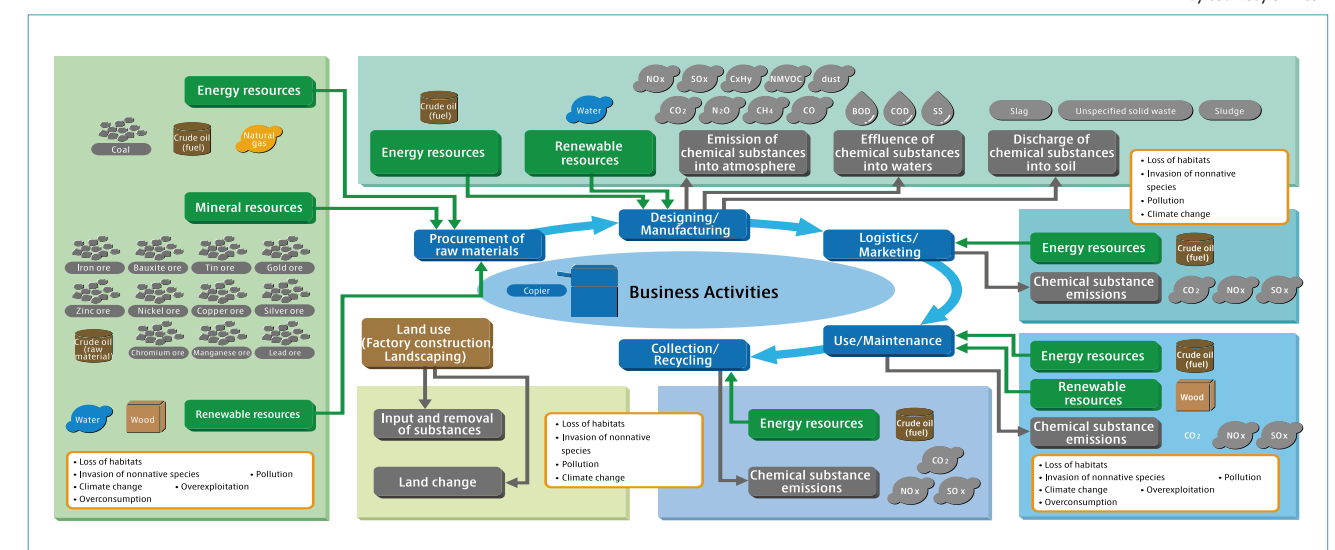 Energy resources
Coal
Crude oil
(fuel)
Natural
gas
Mineral resources
Iron ore
Bauxite ore
Tin ore
Gold ore
Zinc ore
Nickel ore
Copper ore
Silver ore
Crude oil
(raw
material)
Chromium ore
Manganese ore
Lead ore
Water
Wood
Renewable resources
• Loss of habitats
• Invasion of nonnative species • Pollution
• Climate change • Overexploitation
• Overconsumption
Crude oil
(fuel)
Energy resources
Water
Renewable
resources
NOx
SOx
CxHy
NMVOC
dust
CO2
N2O
CH4
CO
Emission of
chemical substances
into atmosphere
BOD
COD
SS
Effluence of
chemical substances
into waters
Slag
Unspecified solid waste
Sludge
Discharge of
chemical substances
into soil
• Loss of habitats
• Invasion of nonnative
species
• Pollution
• Climate change
Procurement of
raw materials
Designing/
Manufacturing
Logistics/
Marketing
Copier
Business Activities
Use/Maintenance
Collection/
Recycling
Energy resources
Crude oil
(fuel)
Chemical substance
emissions
CO2
NOx
SOx
Energy resources
Crude oil
(fuel)
Renewable
resources
Wood
Chemical substance
emissions
CO2
NOx
SOx
• Loss of habitats
• Invasion of nonnative species • Pollution
• Climate change • Overexploitation
• Overconsumption
Land use
(Factory construction,
Landscaping)
Input and removal
of substances
Land change
• Loss of habitats
• Invasion of nonnative
species
• Pollution
• Climate change
Energy resources
Crude oil
(fuel)
Chemical substance
emissions
CO2
NOx
SOx